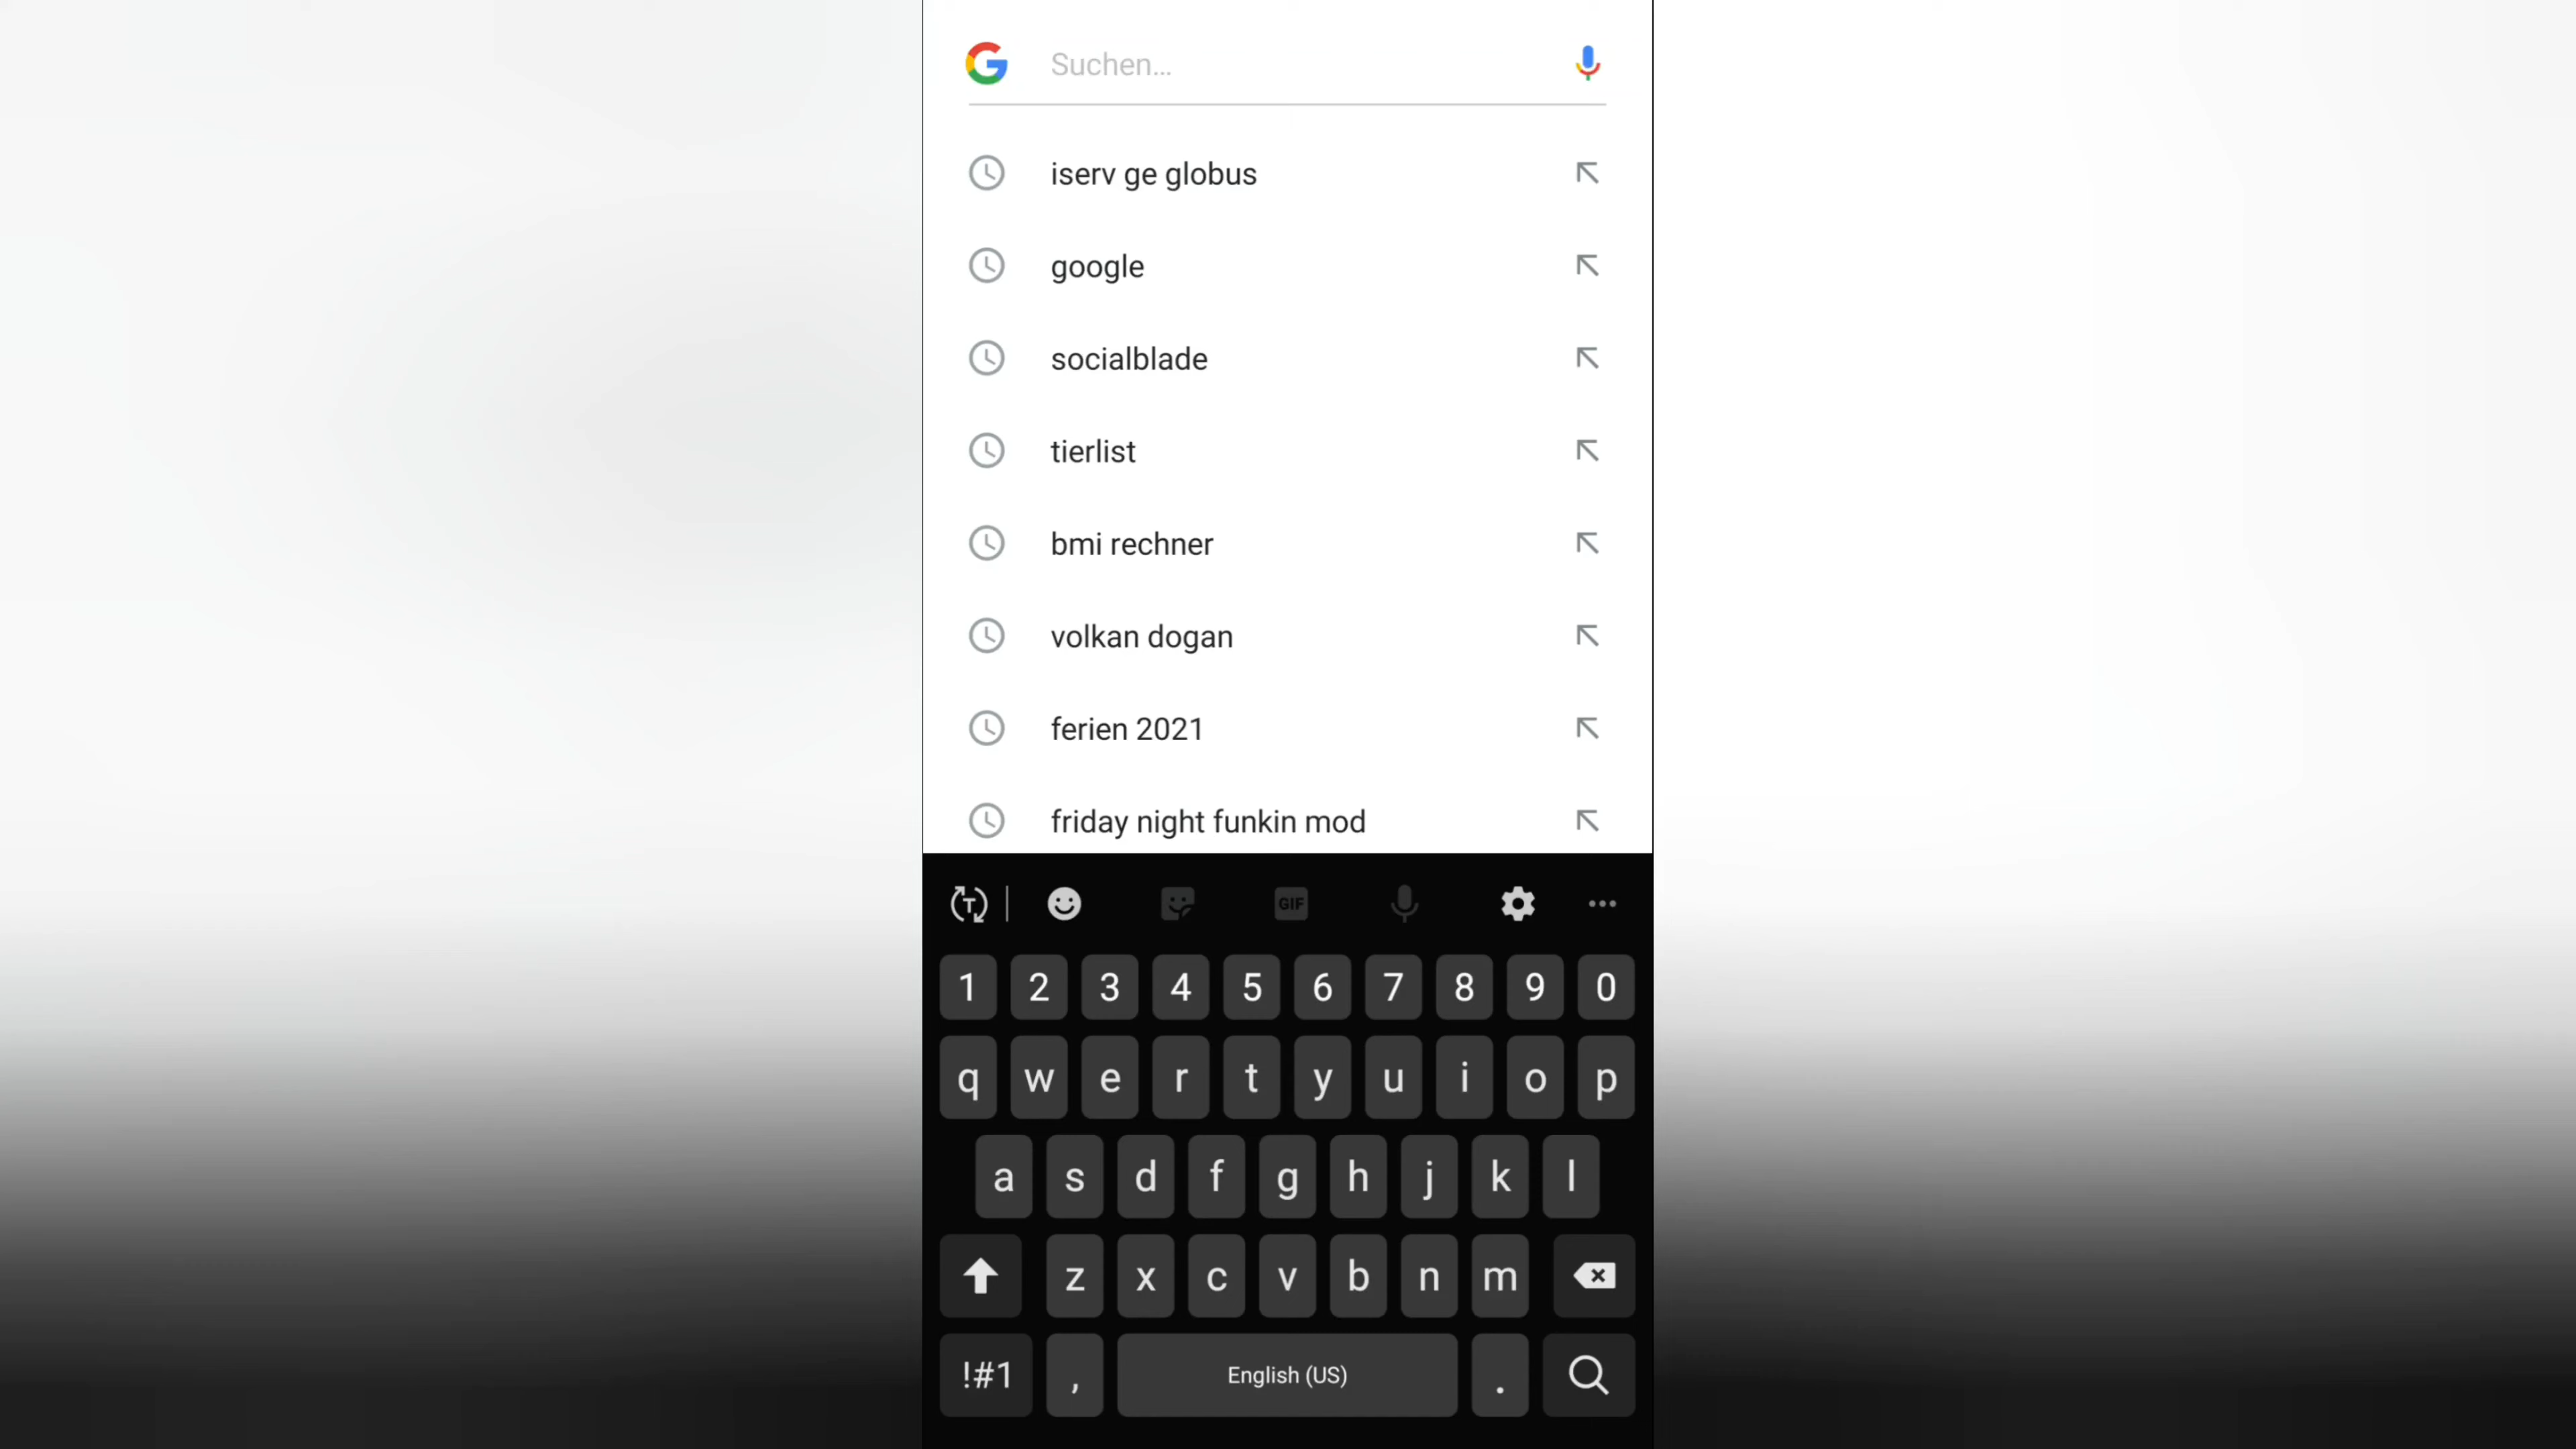 Suchen...
iserv ge globus
google
socialblade
tierlist
bmi rechner
volkan dogan
ferien 2021
friday night funkin mod
T GIF
1 2 3 4 5 6 7 8 9 0
q w e r t y u i o p
a s d f g h j k l
z x c v b n m
!#1 , English (US) .